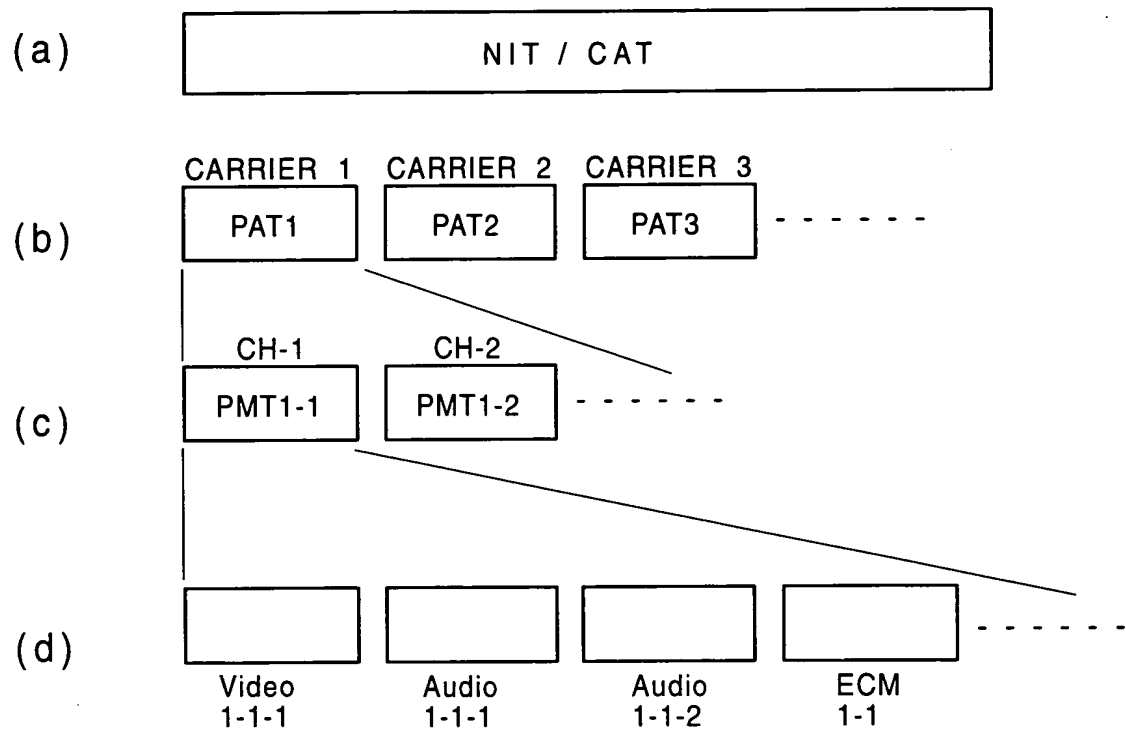 (a)
NIT / CAT
CARRIER 1 CARRIER 2 CARRIER 3
(b)
PAT1 PAT2 PAT3
CH-1 CH-2
(c)
PMT1-1 PMT1-2
(d)
Video Audio Audio ECM
1-1-1 1-1-1 1-1-2 1-1